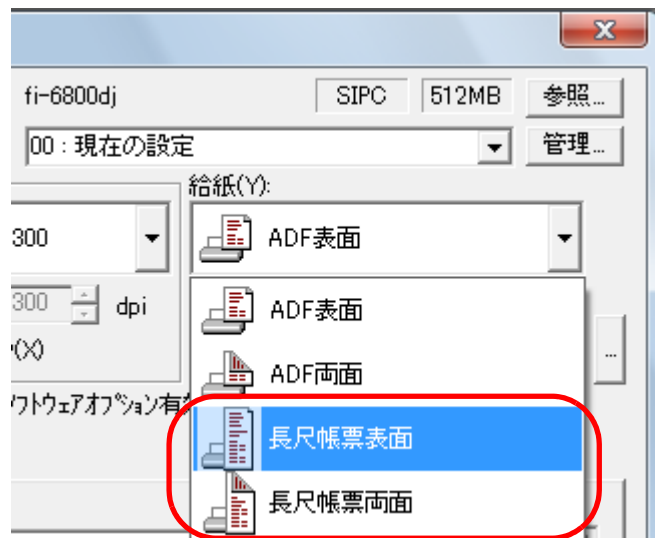 fi-6800dj SIPC 512MB 参照...
00 : 現在の設定 管理...
給紙(Y):
300 ADF表面
300 dpi ADF表面
(X) ...
ADF両面
フトウェアオプション有
長尺帳票表面
長尺帳票両面